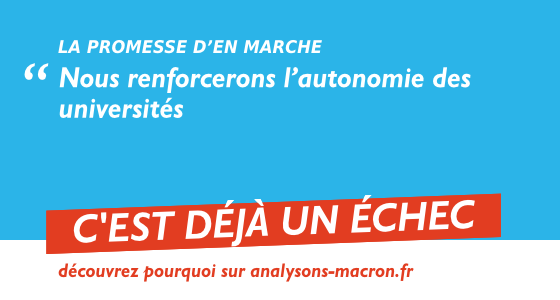 LA PROMESSE D’EN MARCHE
“ Nous renforcerons l’autonomie des
universités
C'EST DÉJÀ UN ÉCHEC
découvrez pourquoi sur analysons-macron.fr